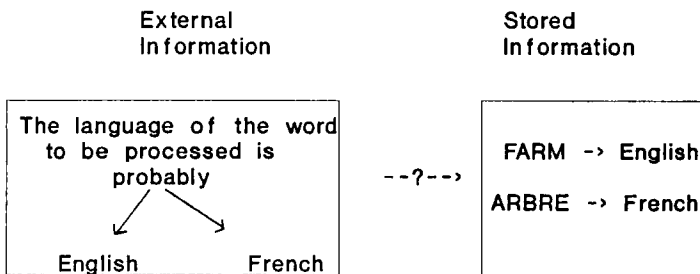 External
Information
Stored
Information
The language of the word
to be processed is
probably
English French
--?-->
FARM -> English
ARBRE -> French